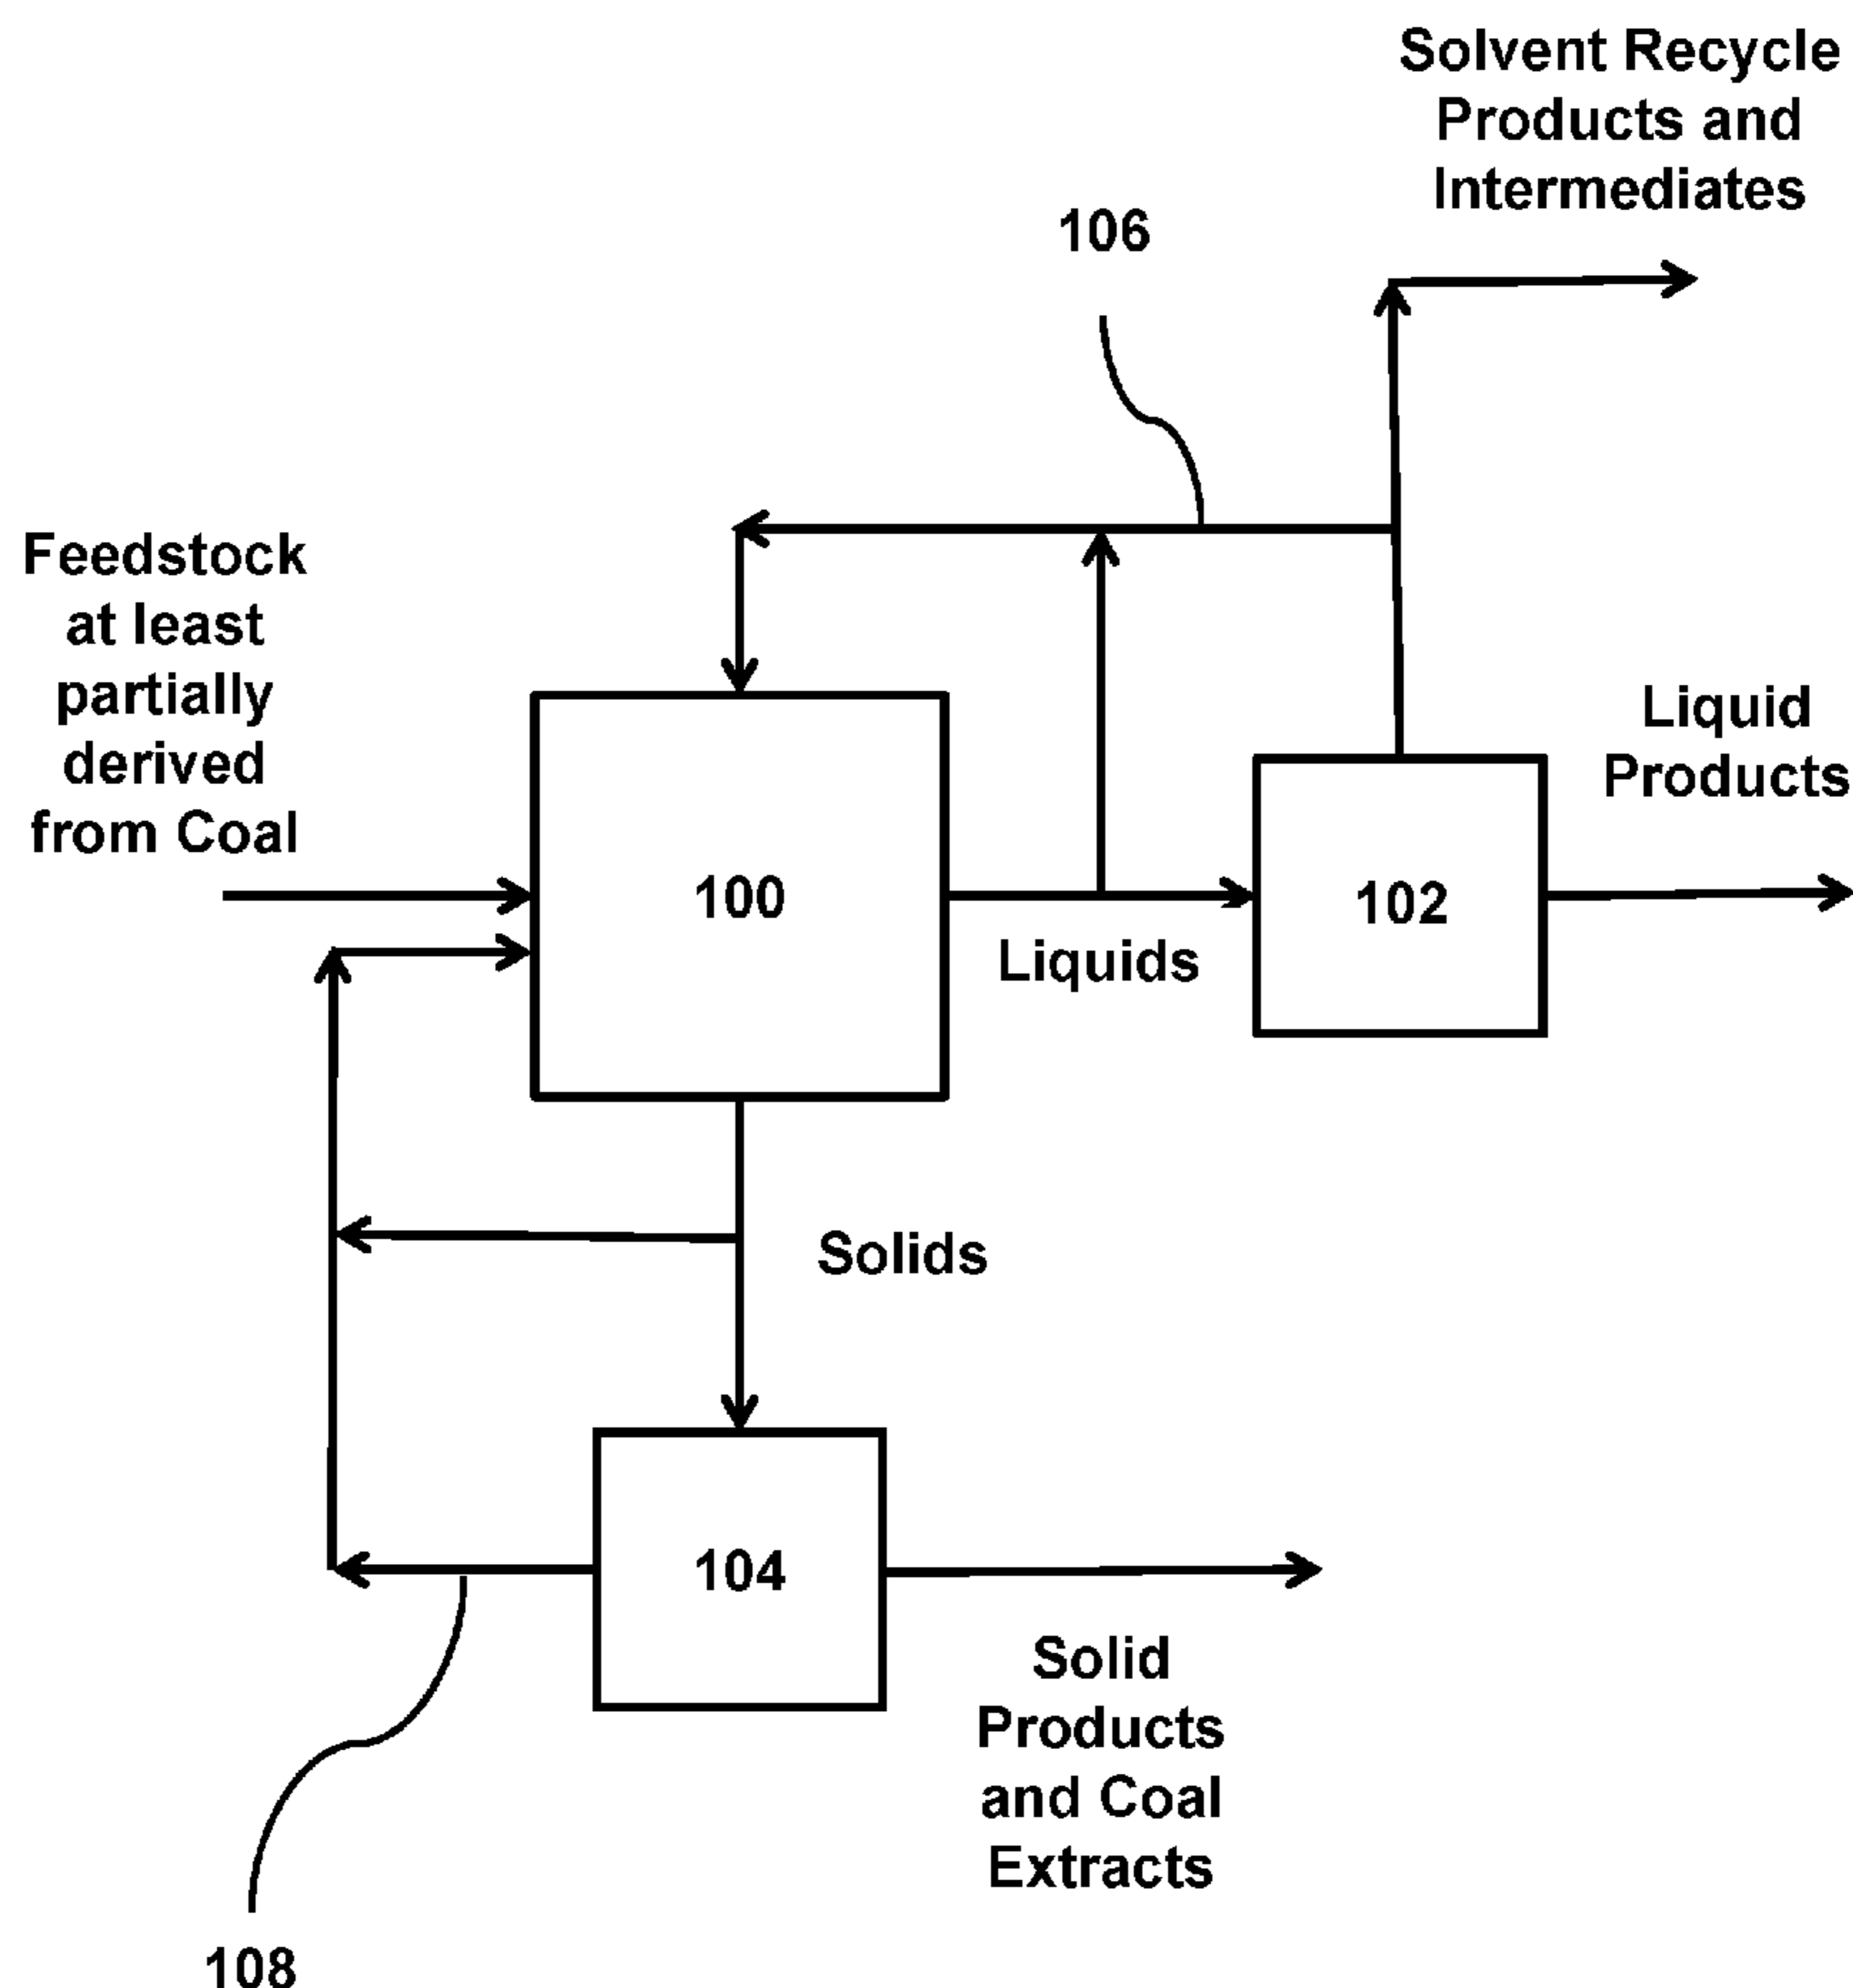 Solvent Recycle
Products and
Intermediates
106
Feedstock
at least
partially
derived
from Coal
Liquid
Products
100
102
Liquids
Solids
104
Solid
Products
and Coal
Extracts
108